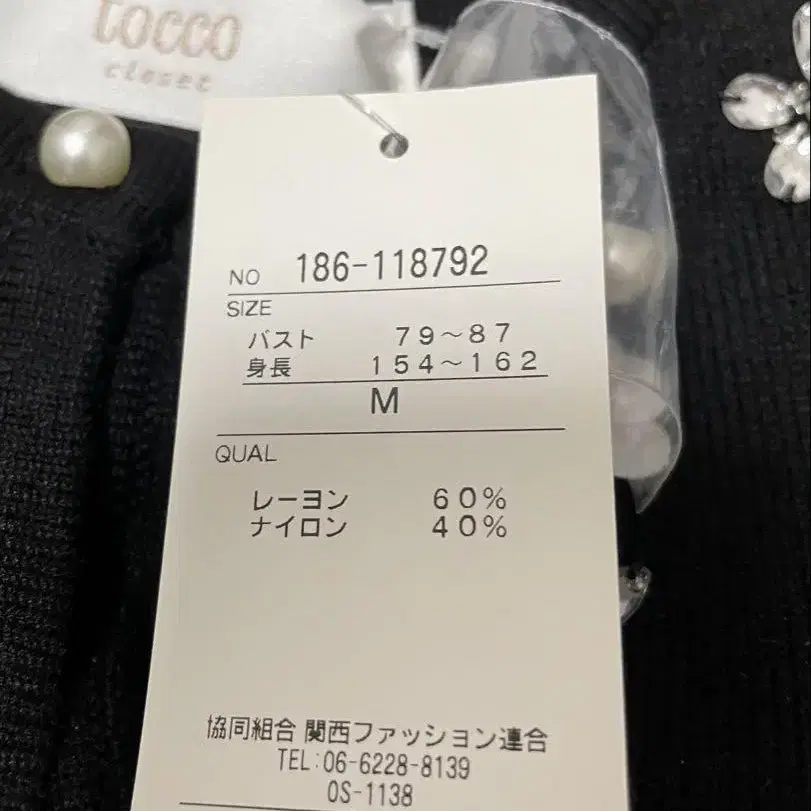 tocco
closet
NO 186-118792
SIZE
バスト 79～87
身長 154～162
M
QUAL
レーヨン 60%
ナイロン 40%
協同組合 関西ファッション連合
TEL:06-6228-8139
OS-1138